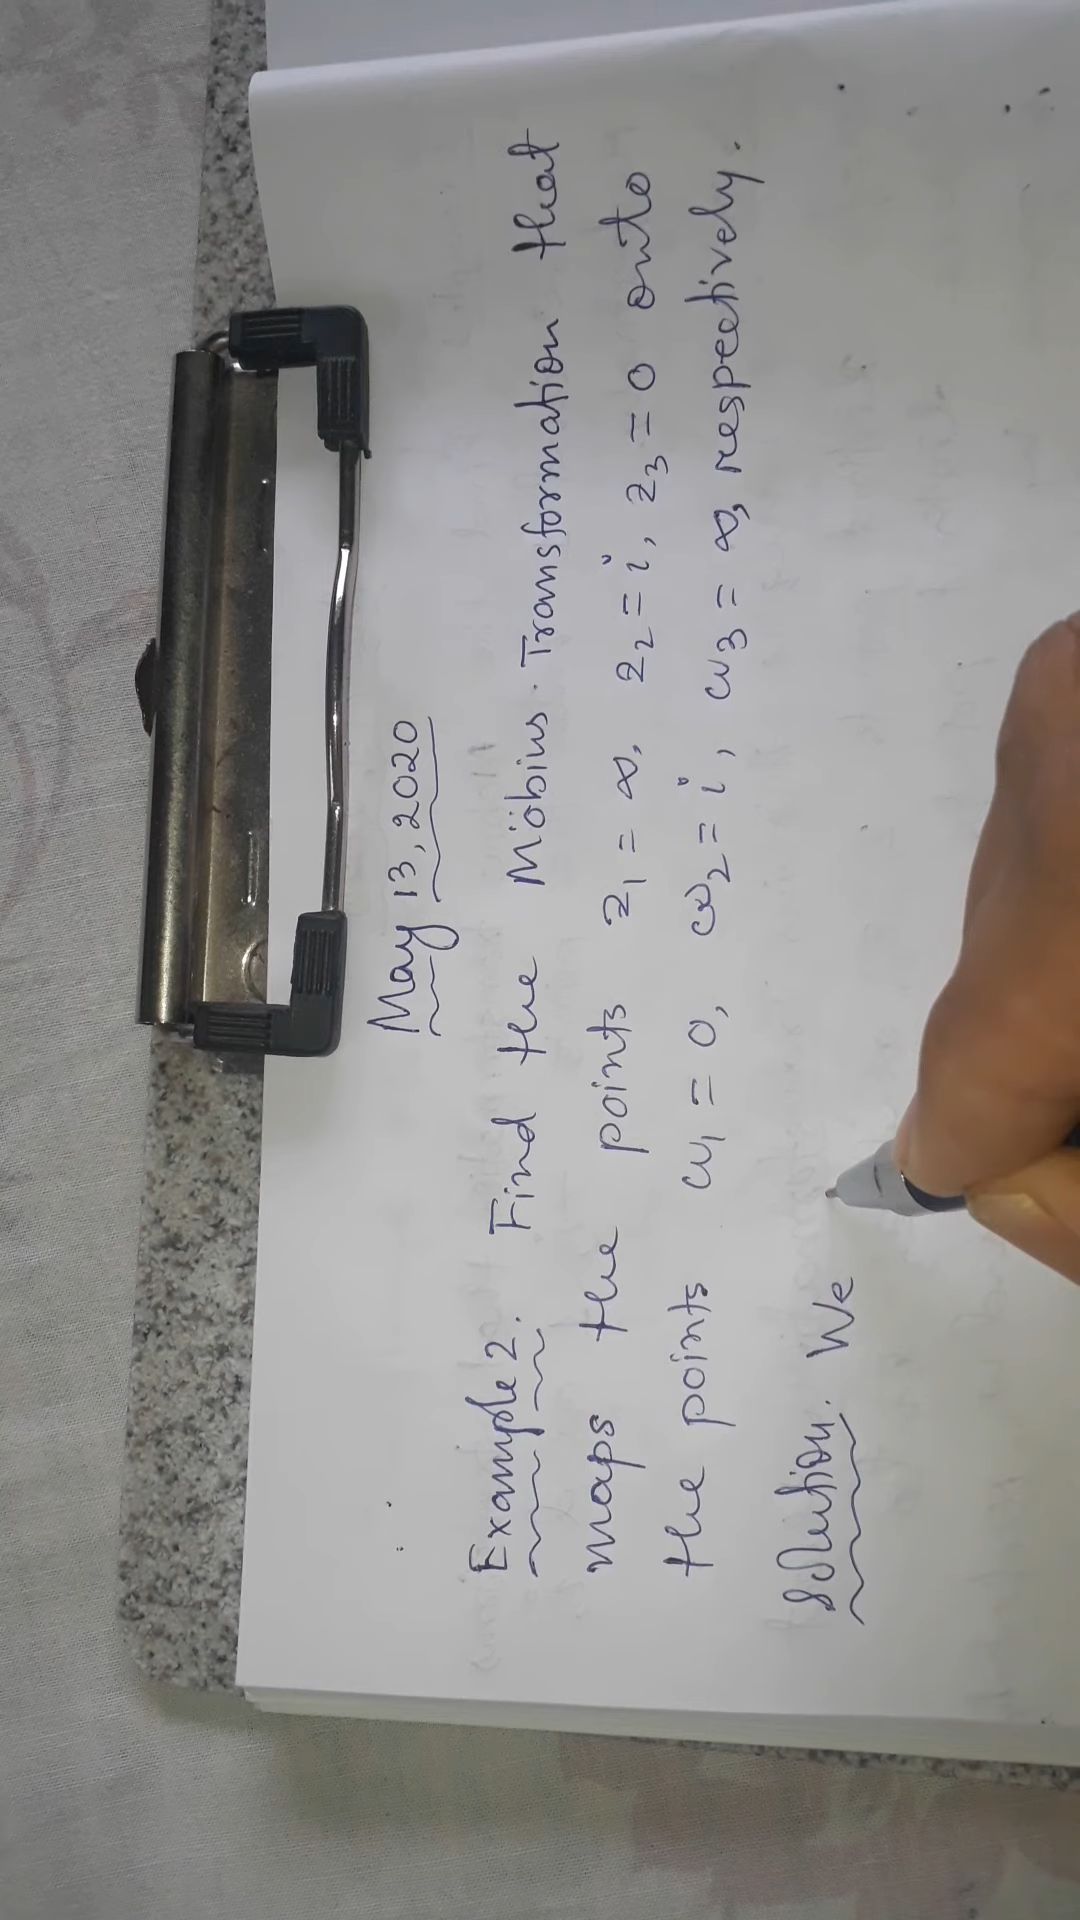 May 13, 2020
Example 2. Find the Möbius Transformation that
maps the points z₁ = ∞, z₂ = i, z₃ = 0 onto
the points w₁ = 0, w₂ = i, w₃ = ∞, respectively.
Solution. We